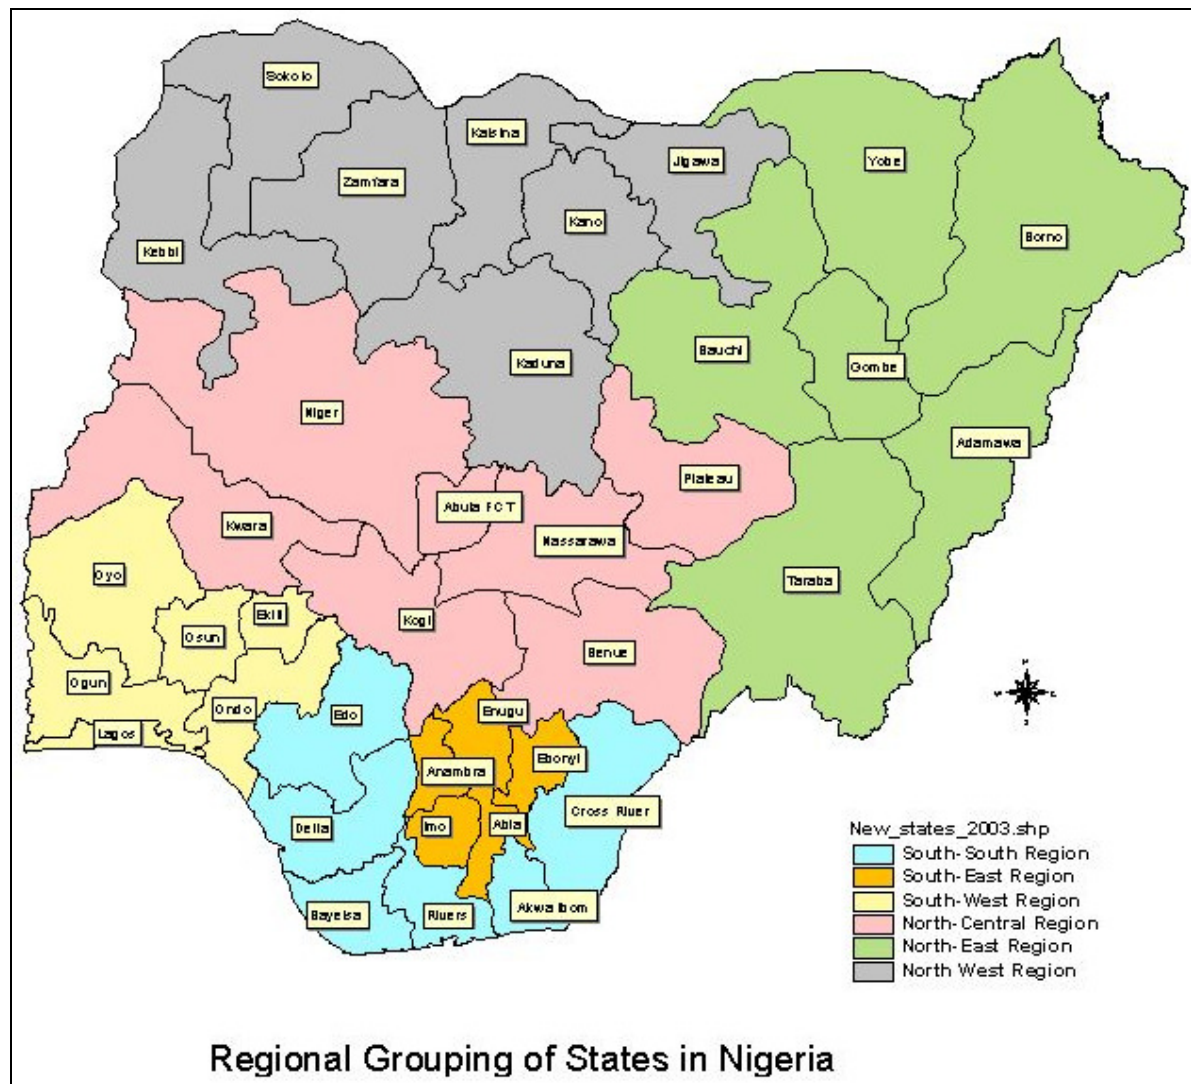 Sokoto
Katsina
Zamfara
Jigawa
Yobe
Kano
Borno
Kebbi
Bauchi
Kaduna
Gombe
Niger
Adamawa
Plateau
Abuja FCT
Kwara
Nassarawa
Oyo
Taraba
Ekiti
Osun
Kogi
Benue
Ogun
Ondo
Edo
Enugu
Lagos
Ebonyi
Anambra
Cross River
Delta
Imo
Abia
Bayelsa
Rivers
Akwa Ibom
New_states_2003.shp
South-South Region
South-East Region
South-West Region
North-Central Region
North-East Region
North West Region
Regional Grouping of States in Nigeria